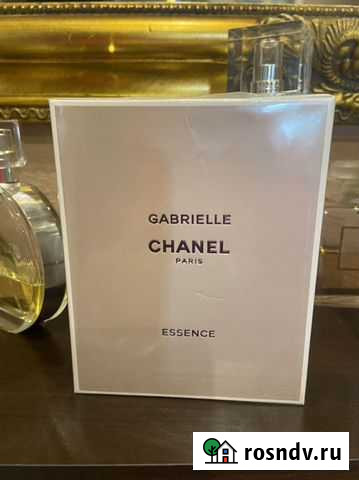 GABRIELLE
CHANEL
PARIS
ESSENCE
rosndv.ru